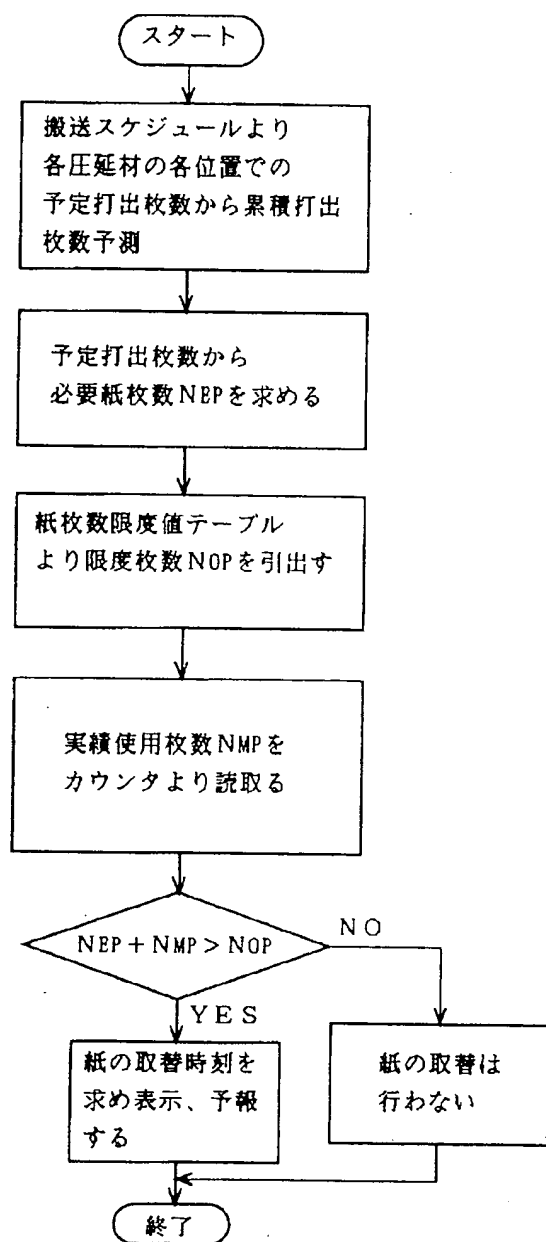 スタート
搬送スケジュールより
各圧延材の各位置での
予定打出枚数から累積打出
枚数予測
予定打出枚数から
必要紙枚数NEPを求める
紙枚数限度値テーブル
より限度枚数NOPを引出す
実績使用枚数NMPを
カウンタより読取る
NEP+NMP>NOP
NO
YES
紙の取替時刻を
求め表示、予報
する
紙の取替は
行わない
終了